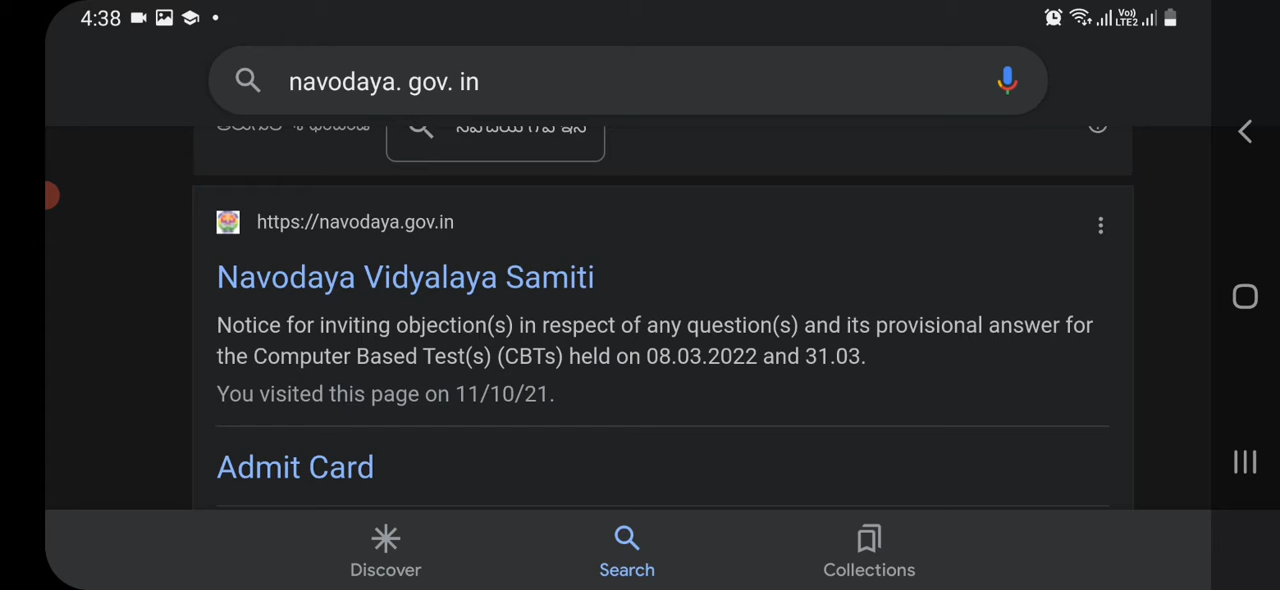 4:38
Vo))
LTE2
navodaya. gov. in
https://navodaya.gov.in
Navodaya Vidyalaya Samiti
Notice for inviting objection(s) in respect of any question(s) and its provisional answer for
the Computer Based Test(s) (CBTs) held on 08.03.2022 and 31.03.
You visited this page on 11/10/21.
Admit Card
Discover
Search
Collections